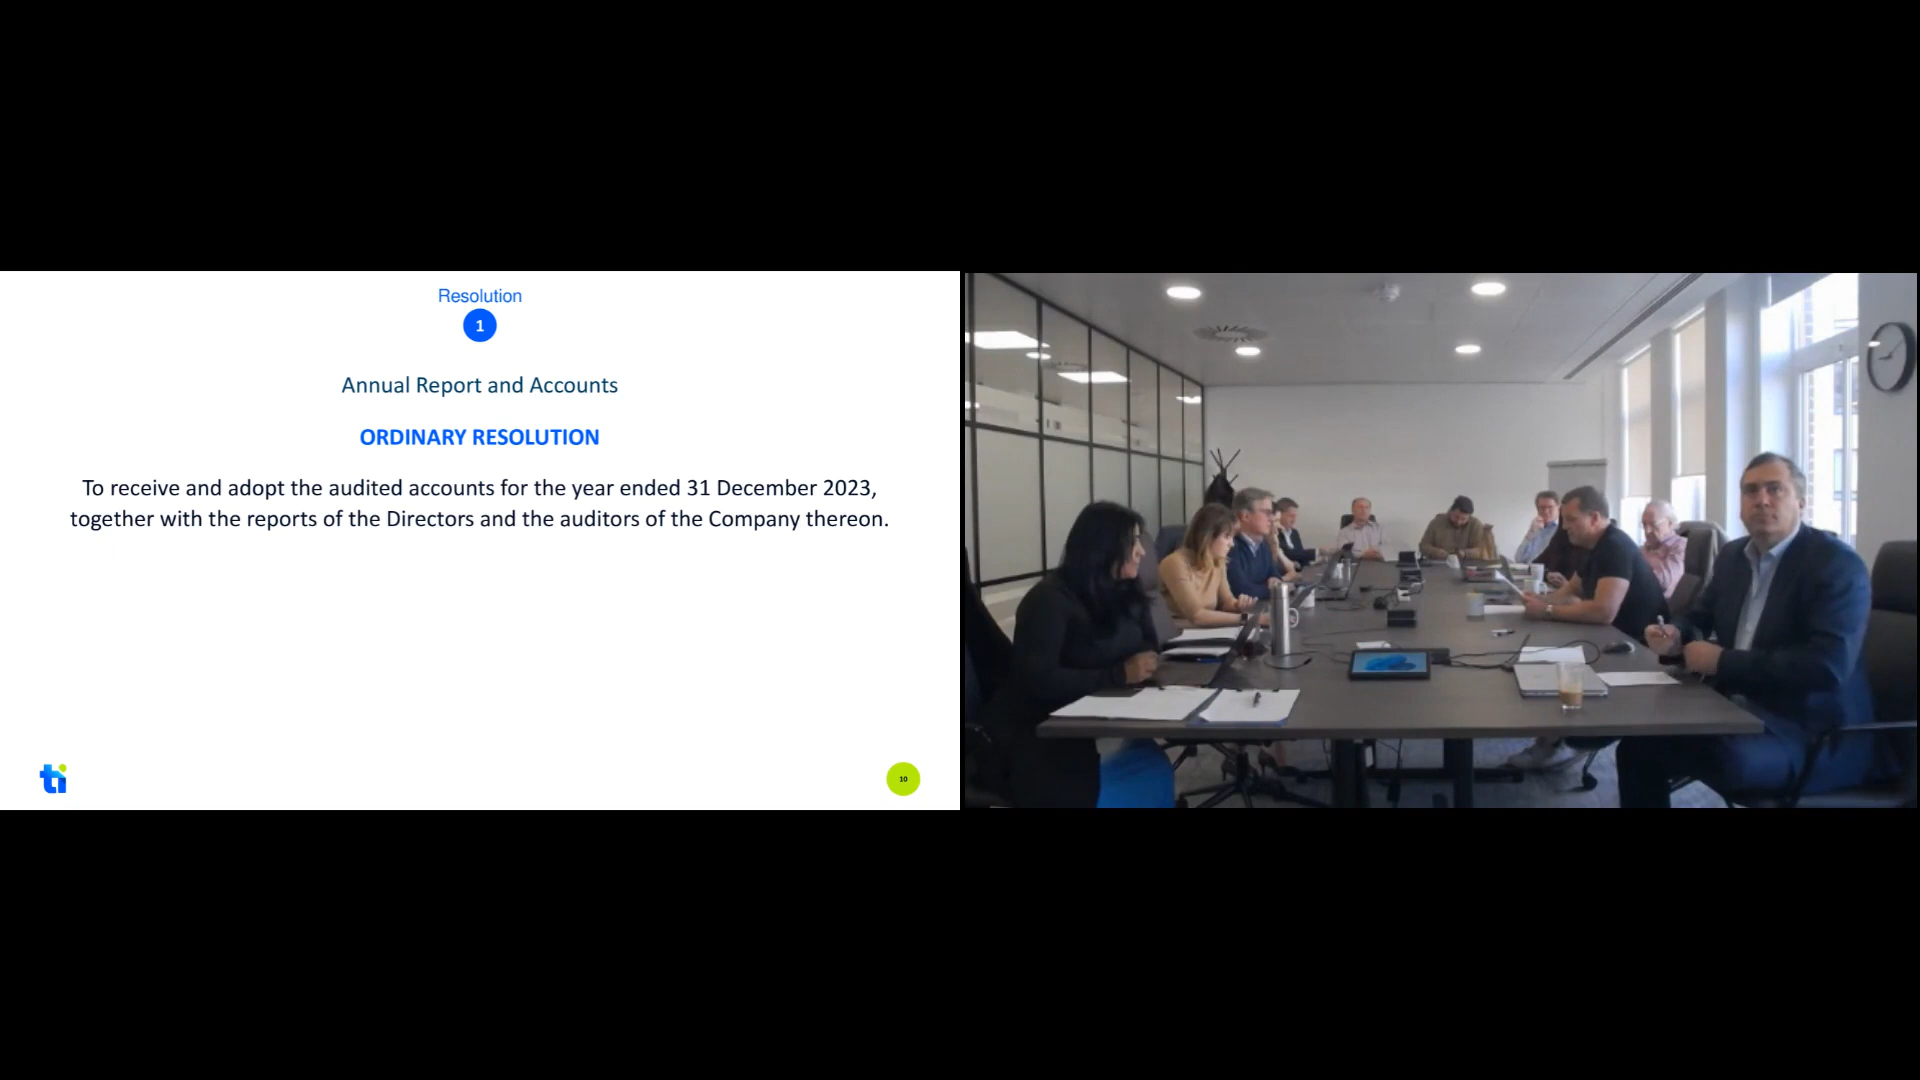 Resolution
1
Annual Report and Accounts
ORDINARY RESOLUTION
To receive and adopt the audited accounts for the year ended 31 December 2023,
together with the reports of the Directors and the auditors of the Company thereon.
ti
10